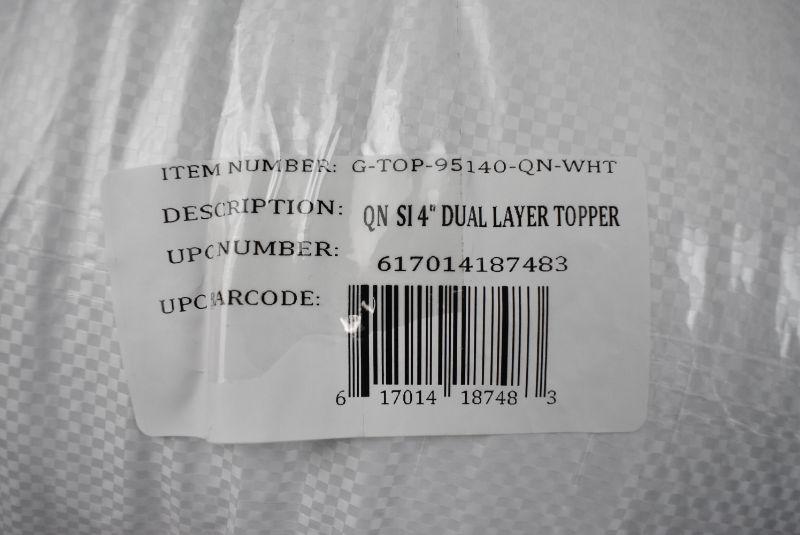 ITEM NUMBER: G-TOP-95140-QN-WHT
DESCRIPTION: QN SI 4" DUAL LAYER TOPPER
UPC NUMBER: 617014187483
UPC BARCODE:
6 17014 18748 3